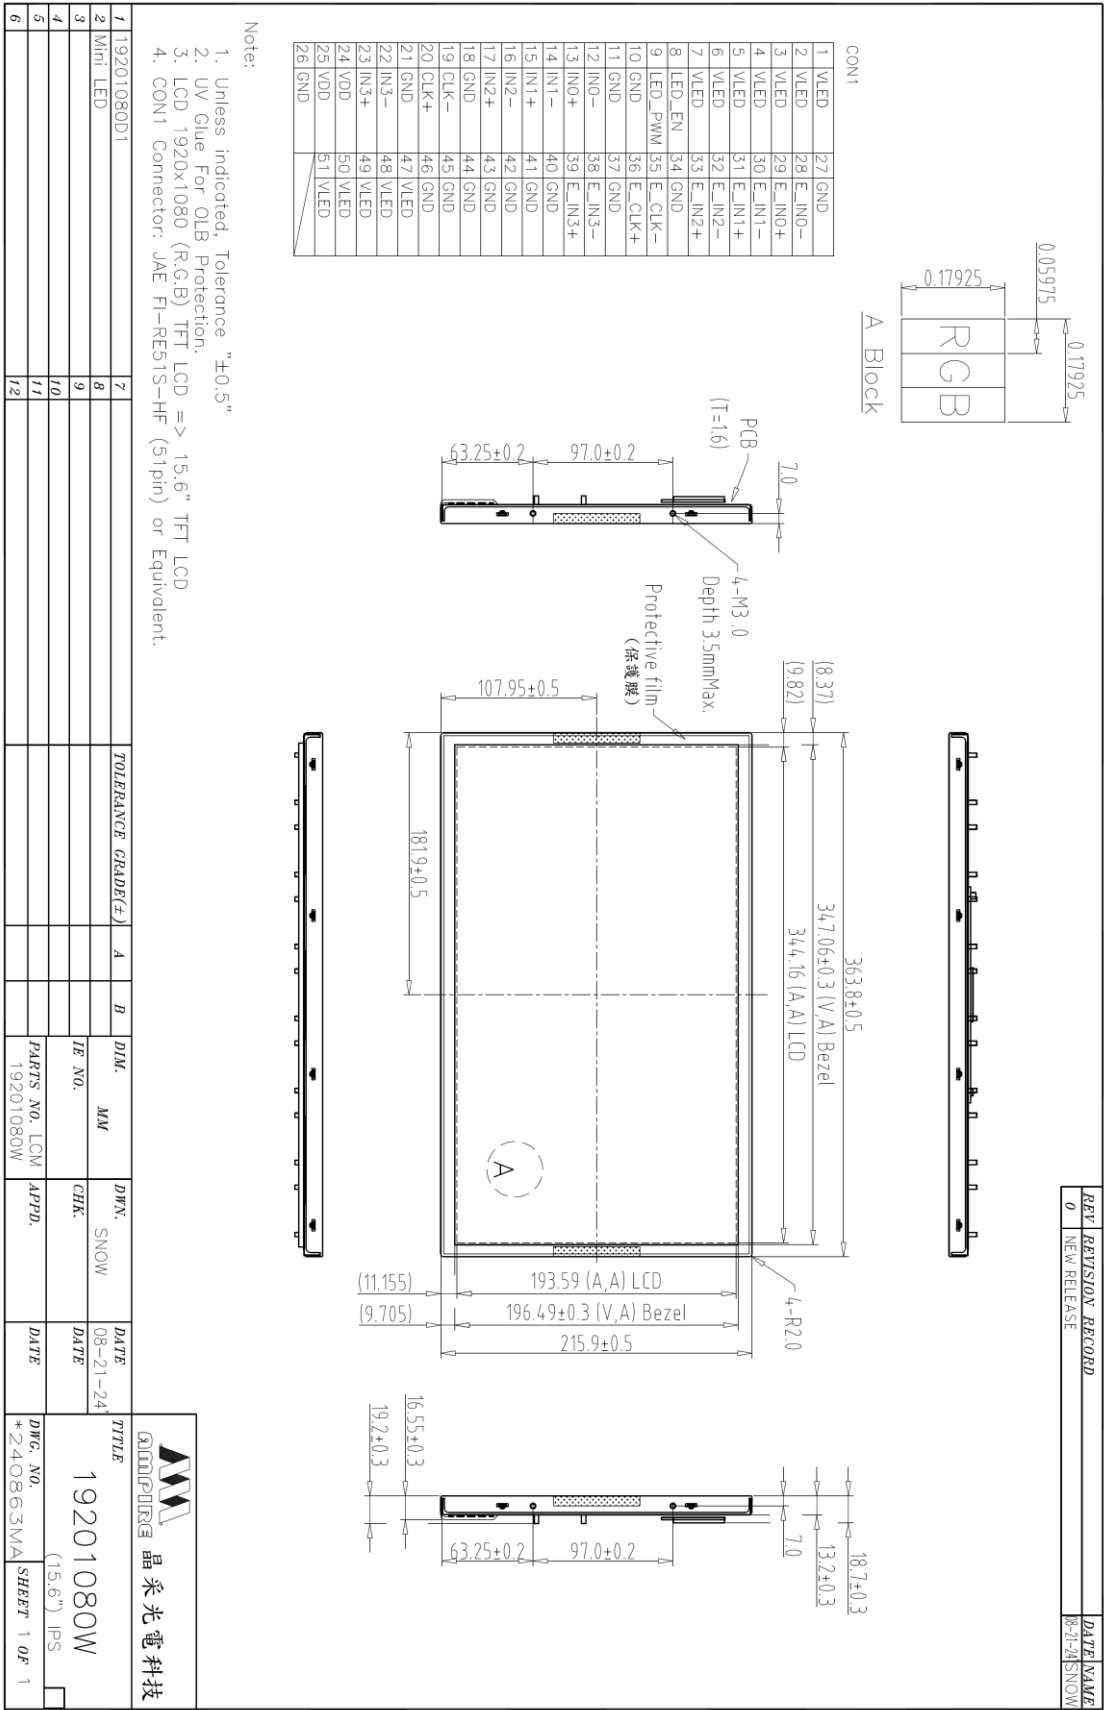 REV REVISION RECORD DATE NAME
0 NEW RELEASE 08-21-24' SNOW
0.17925
0.05975
0.17925
R G B
A Block
CON1
1 VLED 27 GND
2 VLED 28 E_IN0-
3 VLED 29 E_IN0+
4 VLED 30 E_IN1-
5 VLED 31 E_IN1+
6 VLED 32 E_IN2-
7 VLED 33 E_IN2+
8 LED_EN 34 GND
9 LED_PWM 35 E_CLK-
10 GND 36 E_CLK+
11 GND 37 GND
12 IN0- 38 E_IN3-
13 IN0+ 39 E_IN3+
14 IN1- 40 GND
15 IN1+ 41 GND
16 IN2- 42 GND
17 IN2+ 43 GND
18 GND 44 GND
19 CLK- 45 GND
20 CLK+ 46 GND
21 GND 47 VLED
22 IN3- 48 VLED
23 IN3+ 49 VLED
24 VDD 50 VLED
25 VDD 51 VLED
26 GND
7.0
PCB
(T=1.6)
97.0±0.2
63.25±0.2
4-M3.0
Depth 3.5mmMax.
Protective film
(保護膜)
363.8±0.5
347.06±0.3 (V,A) Bezel
344.16 (A,A) LCD
(8.37)
(9.82)
107.95±0.5
181.9±0.5
A
4-R2.0
193.59 (A,A) LCD
196.49±0.3 (V,A) Bezel
215.9±0.5
(11.155)
(9.705)
18.7±0.3
13.2±0.3
7.0
97.0±0.2
63.25±0.2
16.55±0.3
19.2±0.3
Note:
1. Unless indicated, Tolerance "±0.5"
2. UV Glue For OLB Protection.
3. LCD 1920x1080 (R.G.B) TFT LCD => 15.6" TFT LCD
4. CON1 Connector: JAE FI-RE51S-HF (51pin) or Equivalent.
AMPIRE 晶采光電科技
1 19201080D1 7 TOLERANCE GRADE(±) A B
2 Mini LED 8
3 9
4 10
5 11
6 12
DIM. MM
DWN. SNOW
DATE 08-21-24'
TITLE 19201080W
(15.6") IPS
IE NO.
CHK.
DATE
PARTS NO. LCM
19201080W
APPD.
DATE
DWG. NO.
*240863MA
SHEET 1 OF 1